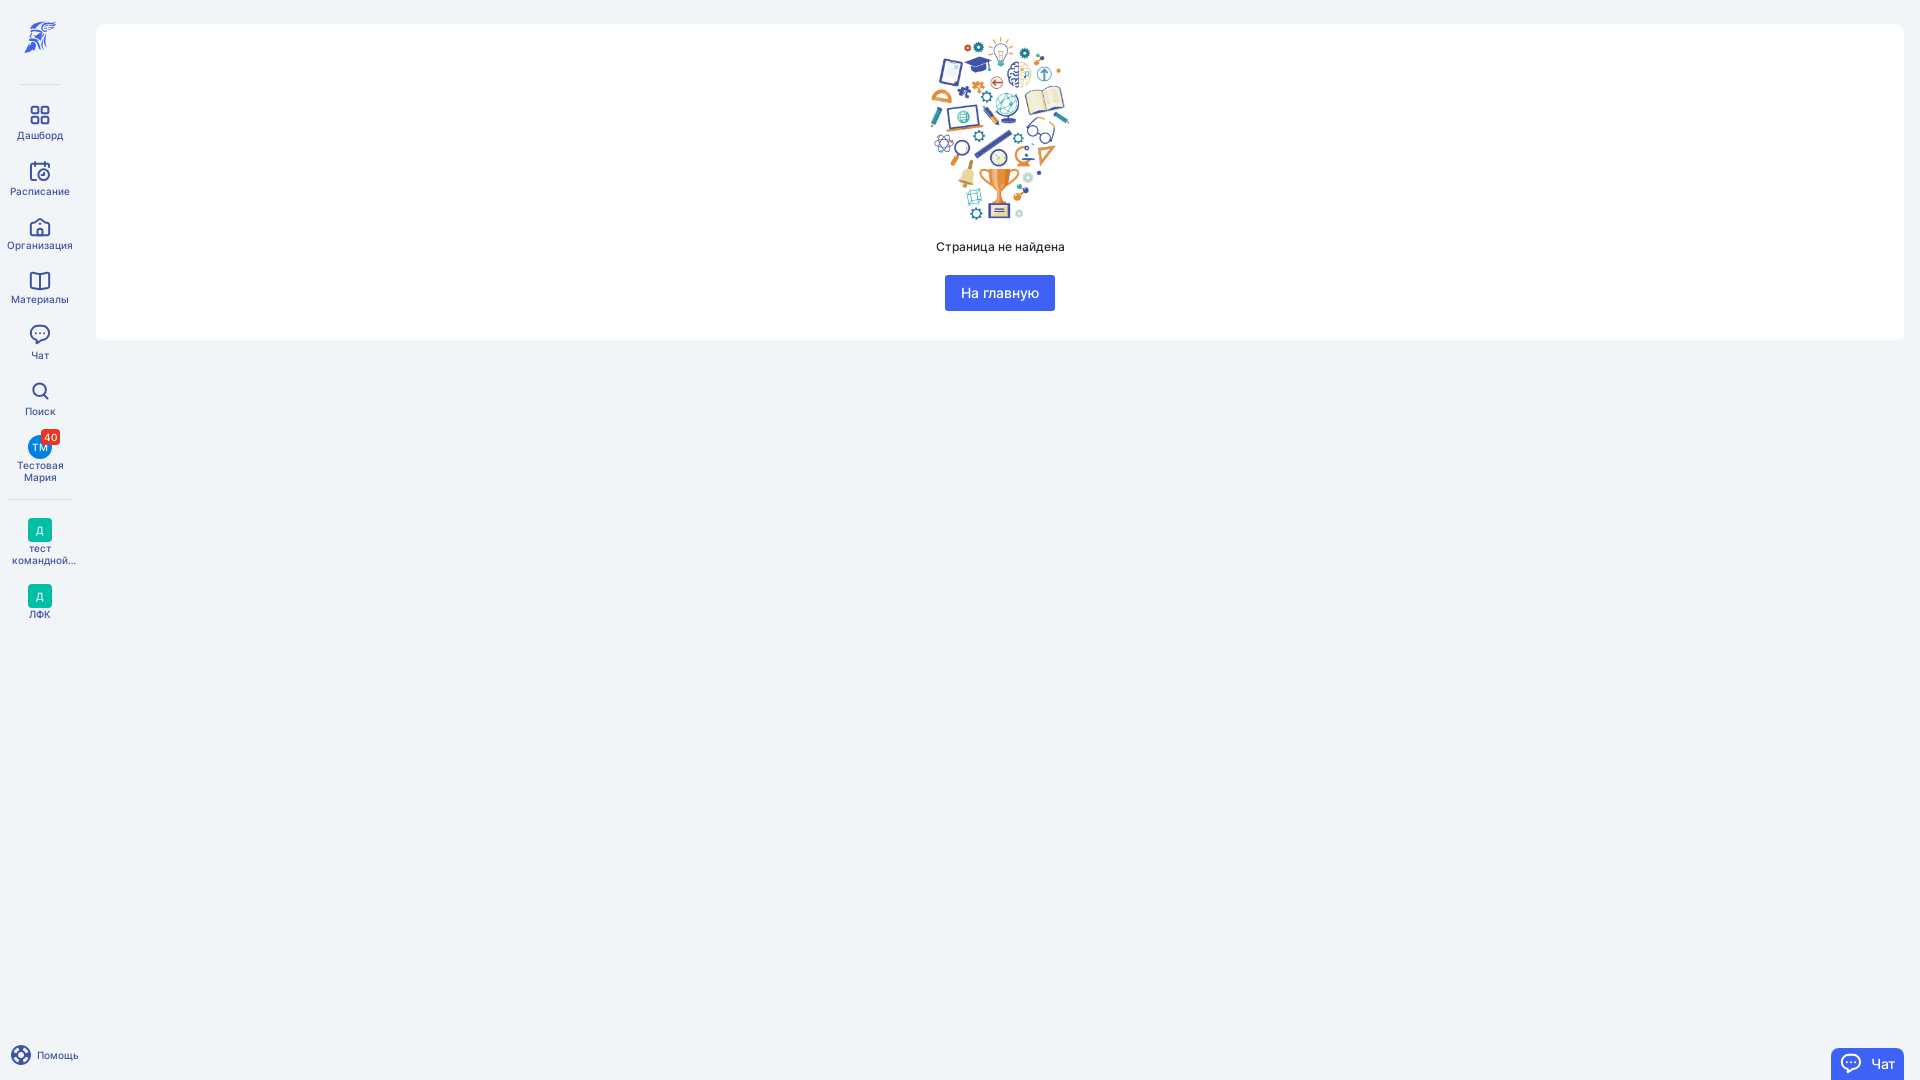 Дашборд
Расписание
Организация
Материалы
Чат
Поиск
40
ТМ
Тестовая
Мария
Д
тест
командной...
Д
ЛФК
Помощь
Страница не найдена
На главную
Чат